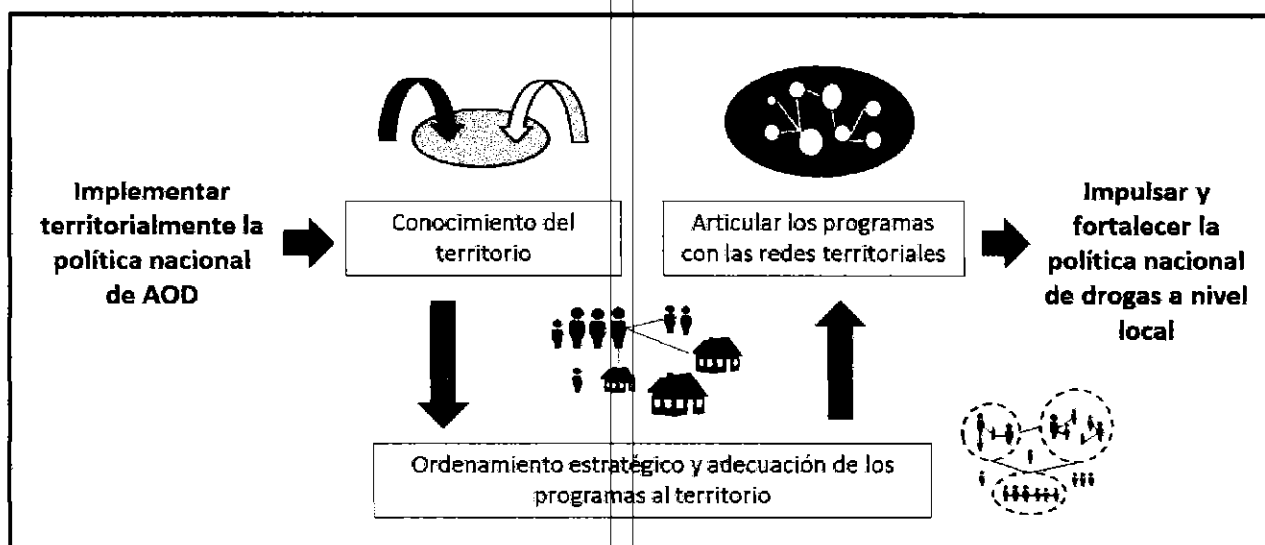 Implementar
territorialmente la
política nacional
de AOD
Conocimiento del
territorio
Articular los programas
con las redes territoriales
Impulsar y
fortalecer la
política nacional
de drogas a nivel
local
Ordenamiento estratégico y adecuación de los
programas al territorio